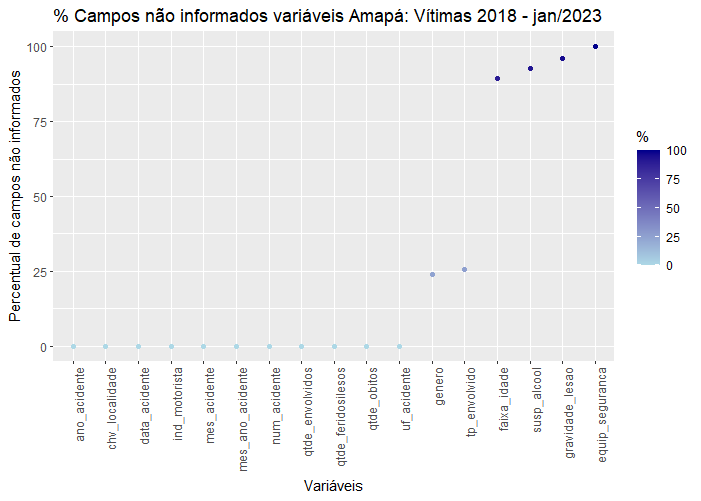 % Campos não informados variáveis Amapá: Vítimas 2018 - jan/2023
Percentual de campos não informados
100
75
50
25
0
%
100
75
50
25
0
ano_acidente
chv_localidade
data_acidente
ind_motorista
mes_acidente
mes_ano_acidente
num_acidente
qtde_envolvidos
qtde_feridosilesos
qtde_obitos
uf_acidente
genero
tp_envolvido
faixa_idade
susp_alcool
gravidade_lesao
equip_seguranca
Variáveis